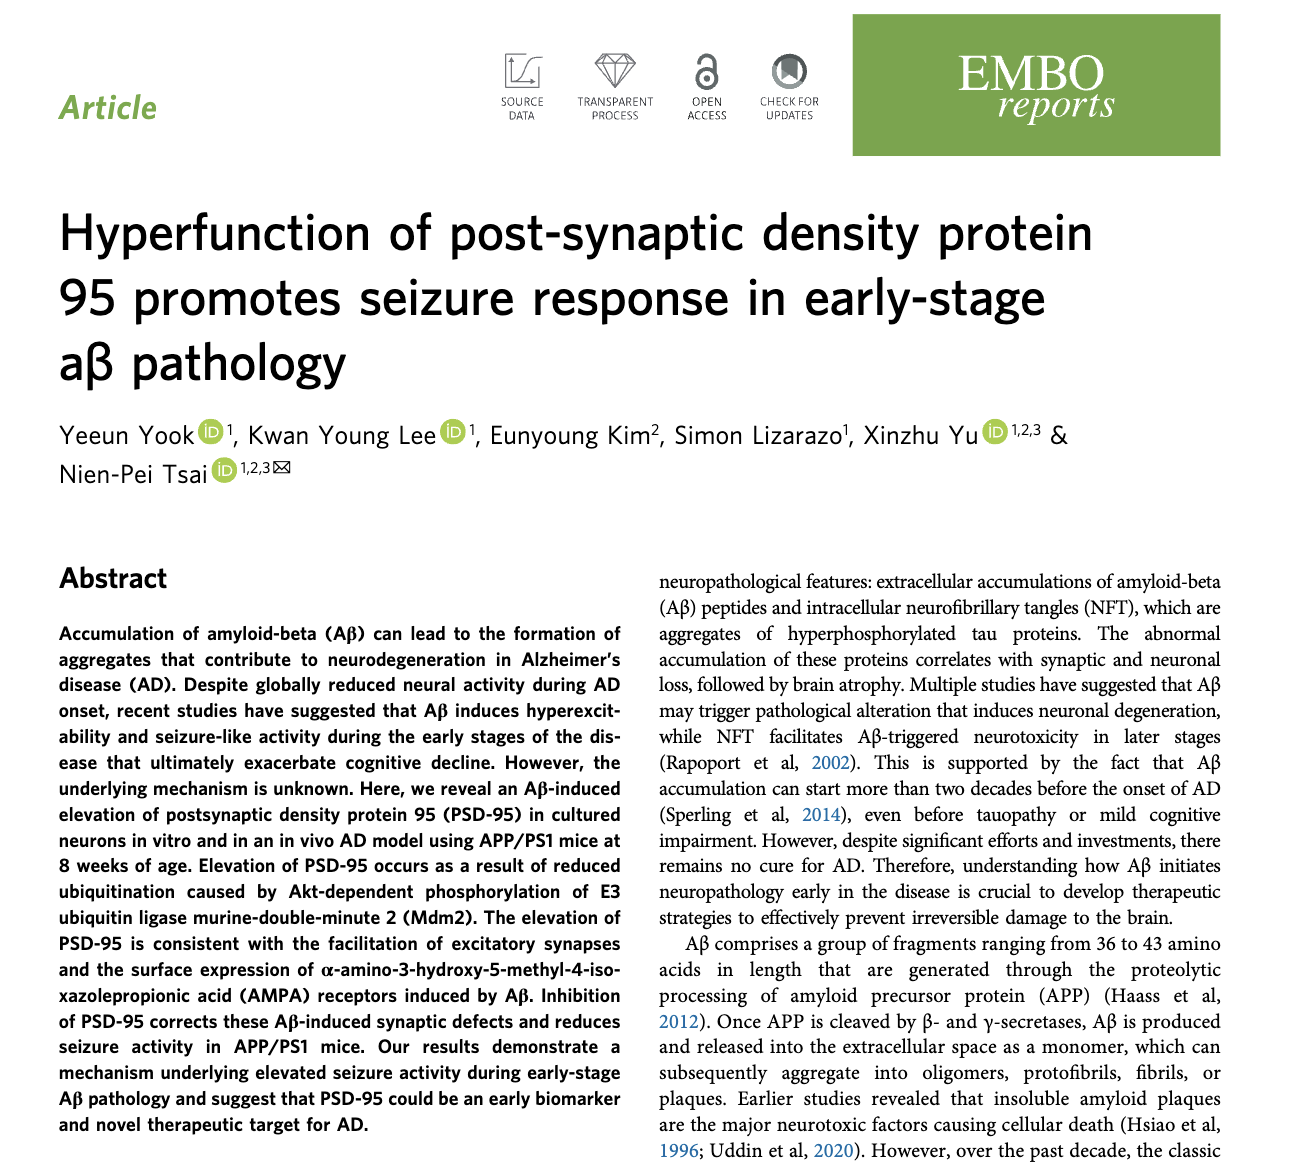 Article
SOURCE
DATA
TRANSPARENT
PROCESS
OPEN
ACCESS
CHECK FOR
UPDATES
EMBO
reports
Hyperfunction of post-synaptic density protein
95 promotes seizure response in early-stage
aβ pathology
Yeeun Yook iD 1, Kwan Young Lee iD 1, Eunyoung Kim2, Simon Lizarazo1, Xinzhu Yu iD 1,2,3 &
Nien-Pei Tsai iD 1,2,3✉
Abstract
Accumulation of amyloid-beta (Aβ) can lead to the formation of
aggregates that contribute to neurodegeneration in Alzheimer's
disease (AD). Despite globally reduced neural activity during AD
onset, recent studies have suggested that Aβ induces hyperexcit-
ability and seizure-like activity during the early stages of the dis-
ease that ultimately exacerbate cognitive decline. However, the
underlying mechanism is unknown. Here, we reveal an Aβ-induced
elevation of postsynaptic density protein 95 (PSD-95) in cultured
neurons in vitro and in an in vivo AD model using APP/PS1 mice at
8 weeks of age. Elevation of PSD-95 occurs as a result of reduced
ubiquitination caused by Akt-dependent phosphorylation of E3
ubiquitin ligase murine-double-minute 2 (Mdm2). The elevation of
PSD-95 is consistent with the facilitation of excitatory synapses
and the surface expression of α-amino-3-hydroxy-5-methyl-4-iso-
xazolepropionic acid (AMPA) receptors induced by Aβ. Inhibition
of PSD-95 corrects these Aβ-induced synaptic defects and reduces
seizure activity in APP/PS1 mice. Our results demonstrate a
mechanism underlying elevated seizure activity during early-stage
Aβ pathology and suggest that PSD-95 could be an early biomarker
and novel therapeutic target for AD.
neuropathological features: extracellular accumulations of amyloid-beta
(Aβ) peptides and intracellular neurofibrillary tangles (NFT), which are
aggregates of hyperphosphorylated tau proteins. The abnormal
accumulation of these proteins correlates with synaptic and neuronal
loss, followed by brain atrophy. Multiple studies have suggested that Aβ
may trigger pathological alteration that induces neuronal degeneration,
while NFT facilitates Aβ-triggered neurotoxicity in later stages
(Rapoport et al, 2002). This is supported by the fact that Aβ
accumulation can start more than two decades before the onset of AD
(Sperling et al, 2014), even before tauopathy or mild cognitive
impairment. However, despite significant efforts and investments, there
remains no cure for AD. Therefore, understanding how Aβ initiates
neuropathology early in the disease is crucial to develop therapeutic
strategies to effectively prevent irreversible damage to the brain.
Aβ comprises a group of fragments ranging from 36 to 43 amino
acids in length that are generated through the proteolytic
processing of amyloid precursor protein (APP) (Haass et al,
2012). Once APP is cleaved by β- and γ-secretases, Aβ is produced
and released into the extracellular space as a monomer, which can
subsequently aggregate into oligomers, protofibrils, fibrils, or
plaques. Earlier studies revealed that insoluble amyloid plaques
are the major neurotoxic factors causing cellular death (Hsiao et al,
1996; Uddin et al, 2020). However, over the past decade, the classic